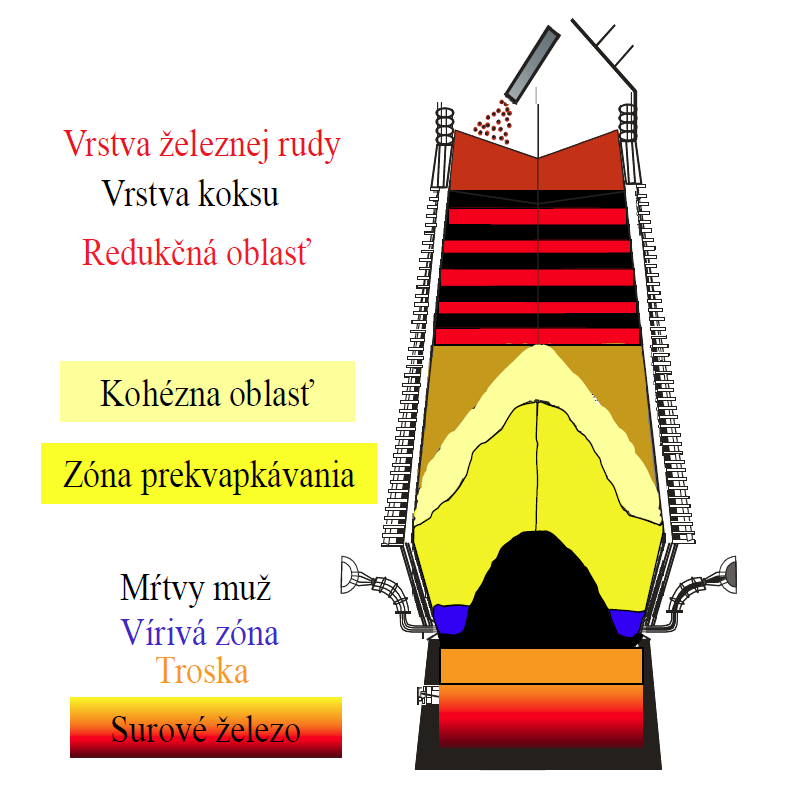 Vrstva železnej rudy
Vrstva koksu
Redukčná oblasť
Kohézna oblasť
Zóna prekvapkávania
Mŕtvy muž
Vírivá zóna
Troska
Surové železo